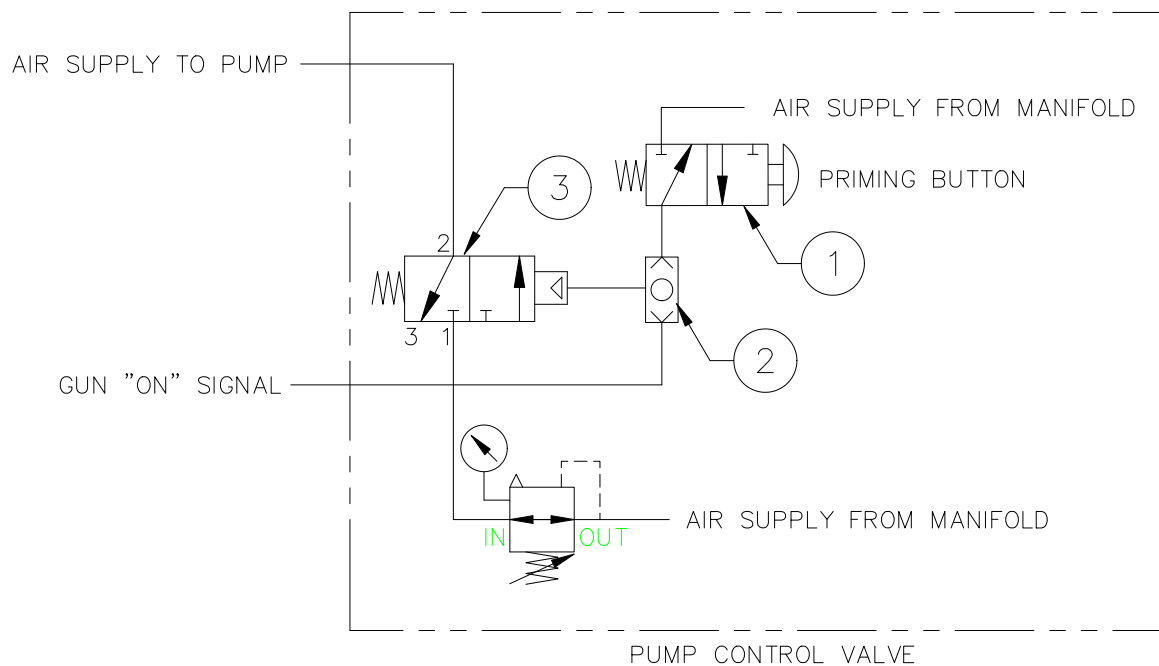 AIR SUPPLY TO PUMP
AIR SUPPLY FROM MANIFOLD
PRIMING BUTTON
3
1
2
3
1
2
GUN "ON" SIGNAL
AIR SUPPLY FROM MANIFOLD
IN
OUT
PUMP CONTROL VALVE